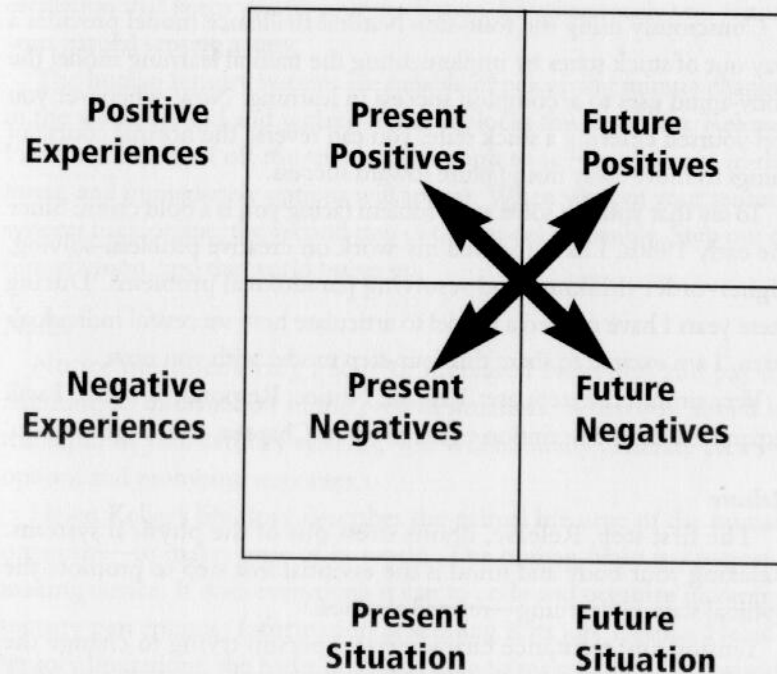 Positive Experiences
Present Positives
Future Positives
Negative Experiences
Present Negatives
Future Negatives
Present Situation
Future Situation